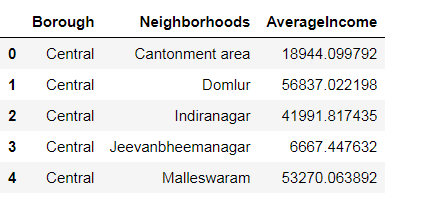 Borough Neighborhoods AverageIncome
0 Central Cantonment area 18944.099792
1 Central Domlur 56837.022198
2 Central Indiranagar 41991.817435
3 Central Jeevanbheemanagar 6667.447632
4 Central Malleswaram 53270.063892